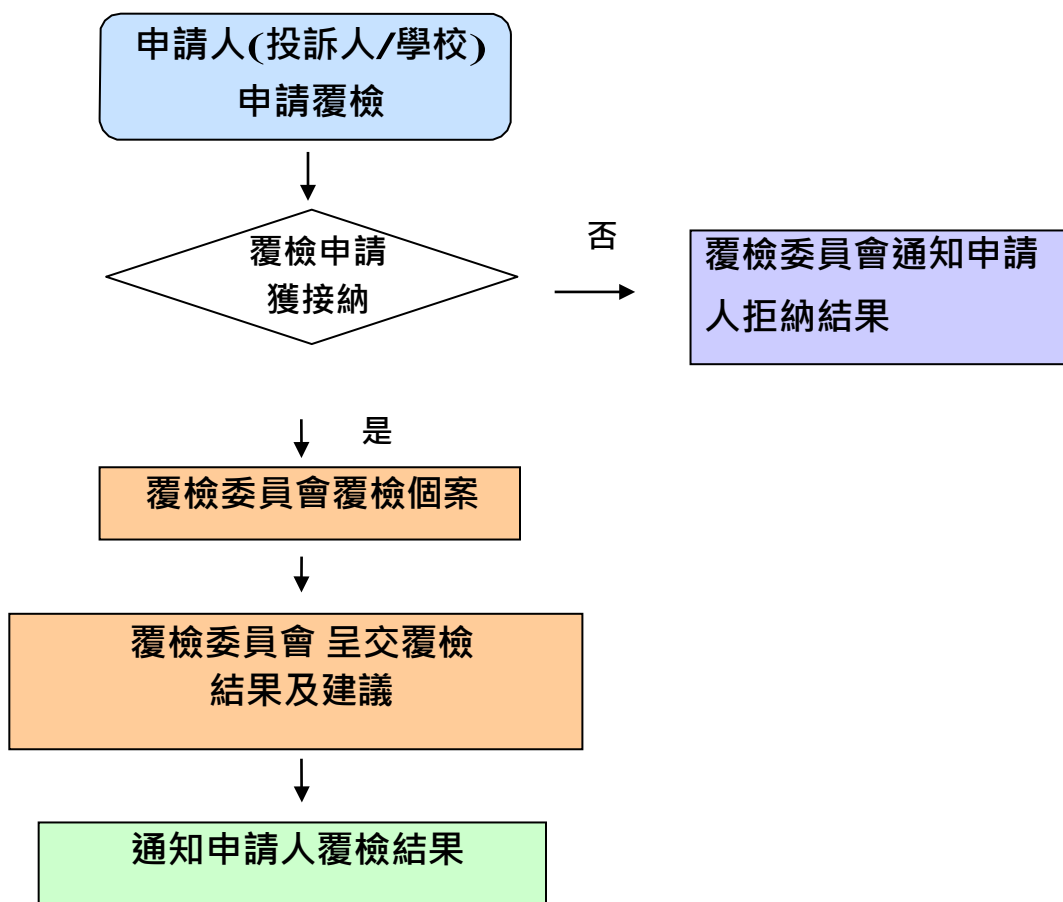 申請人(投訴人/學校)
申請覆檢
覆檢申請
獲接納
否
覆檢委員會通知申請
人拒納結果
是
覆檢委員會覆檢個案
覆檢委員會 呈交覆檢
結果及建議
通知申請人覆檢結果